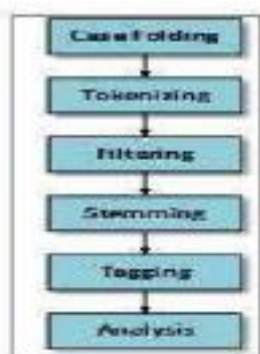 Case Folding
Tokenizing
Filtering
Stemming
Tagging
Analysis